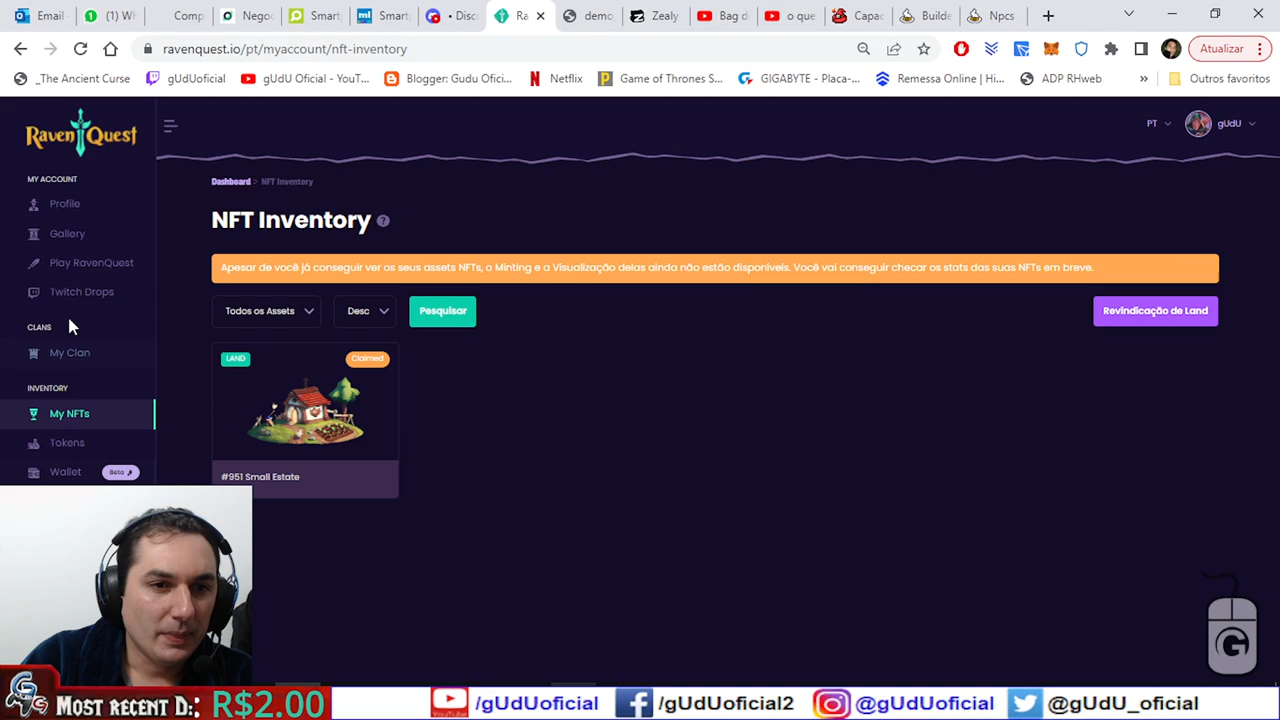 Email
(1) Wh
Comp
Nego
Smart
Smart
• Disc
Ra
demo
Zealy
Bag d
o que
Capac
Builde
Npcs
ravenquest.io/pt/myaccount/nft-inventory
Atualizar
_The Ancient Curse
gUdUoficial
gUdU Oficial - YouT...
Blogger: Gudu Ofici...
Netflix
Game of Thrones S...
GIGABYTE - Placa-...
Remessa Online | Hi...
ADP RHweb
»
Outros favoritos
RAVENQUEST
PT
gUdU
MY ACCOUNT
Profile
Gallery
Play RavenQuest
Twitch Drops
CLANS
My Clan
INVENTORY
My NFTs
Tokens
Wallet
Beta
Dashboard > NFT Inventory
NFT Inventory ?
Apesar de você já conseguir ver os seus assets NFTs, o Minting e a Visualização delas ainda não estão disponíveis. Você vai conseguir checar os stats das suas NFTs em breve.
Todos os Assets
Desc
Pesquisar
Revindicação de Land
LAND
Claimed
#951 Small Estate
G
MOST RECENT D.: R$2.00
YouTube
/gUdUoficial
/gUdUoficial2
@gUdUoficial
@gUdU_oficial